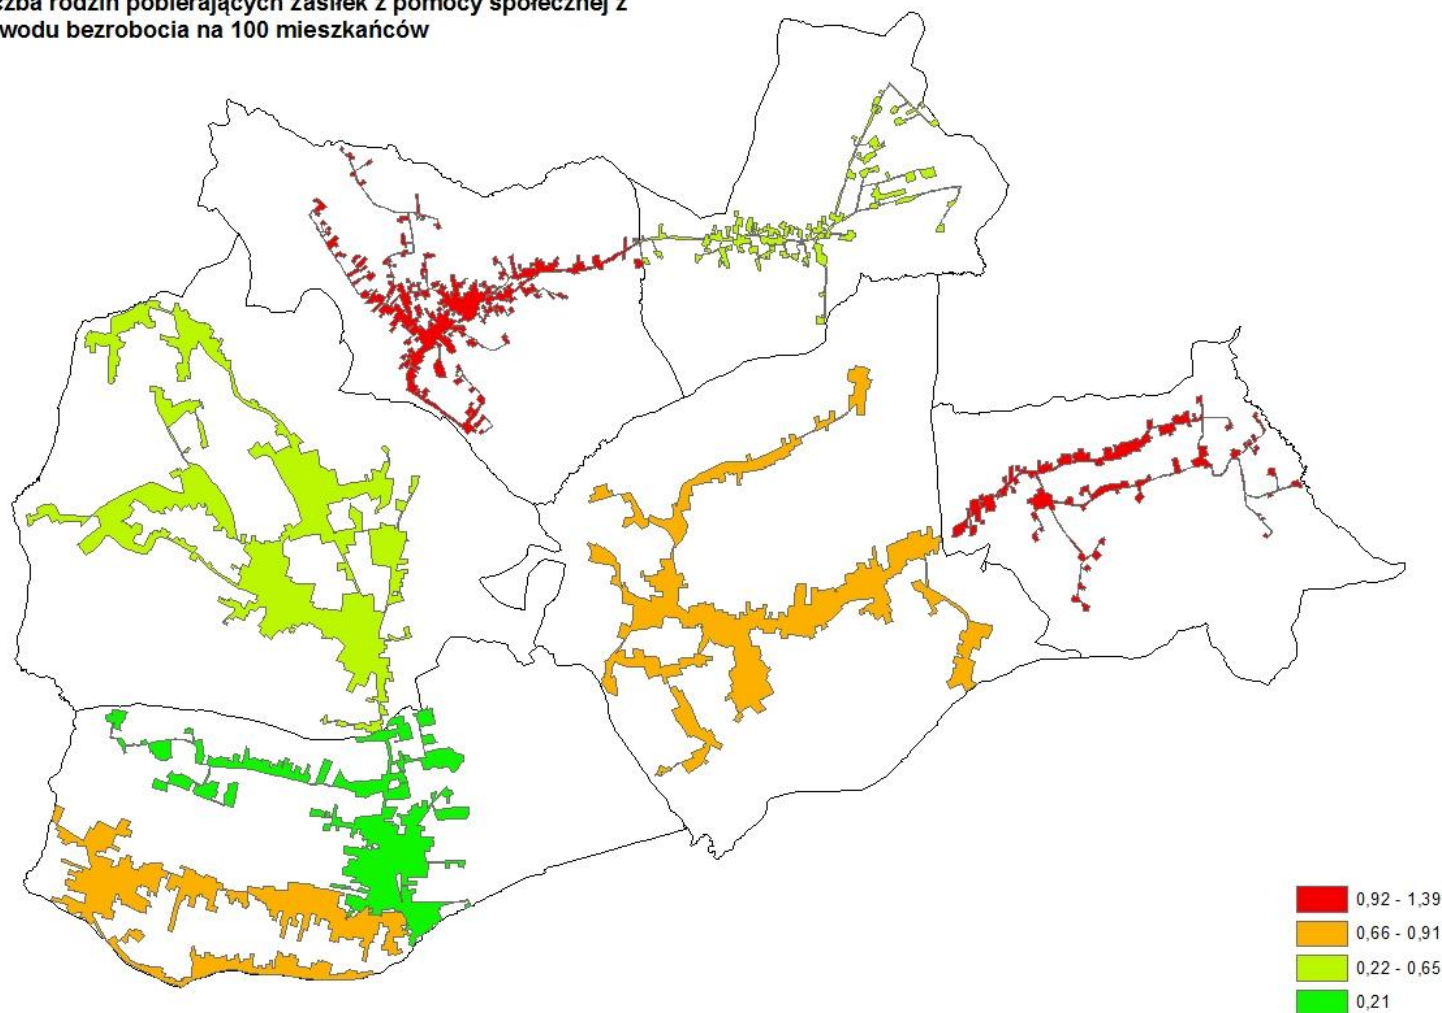 czba rodzin pobierających zasiłek z pomocy społecznej z
wodu bezrobocia na 100 mieszkańców
0,92 - 1,39
0,66 - 0,91
0,22 - 0,65
0,21